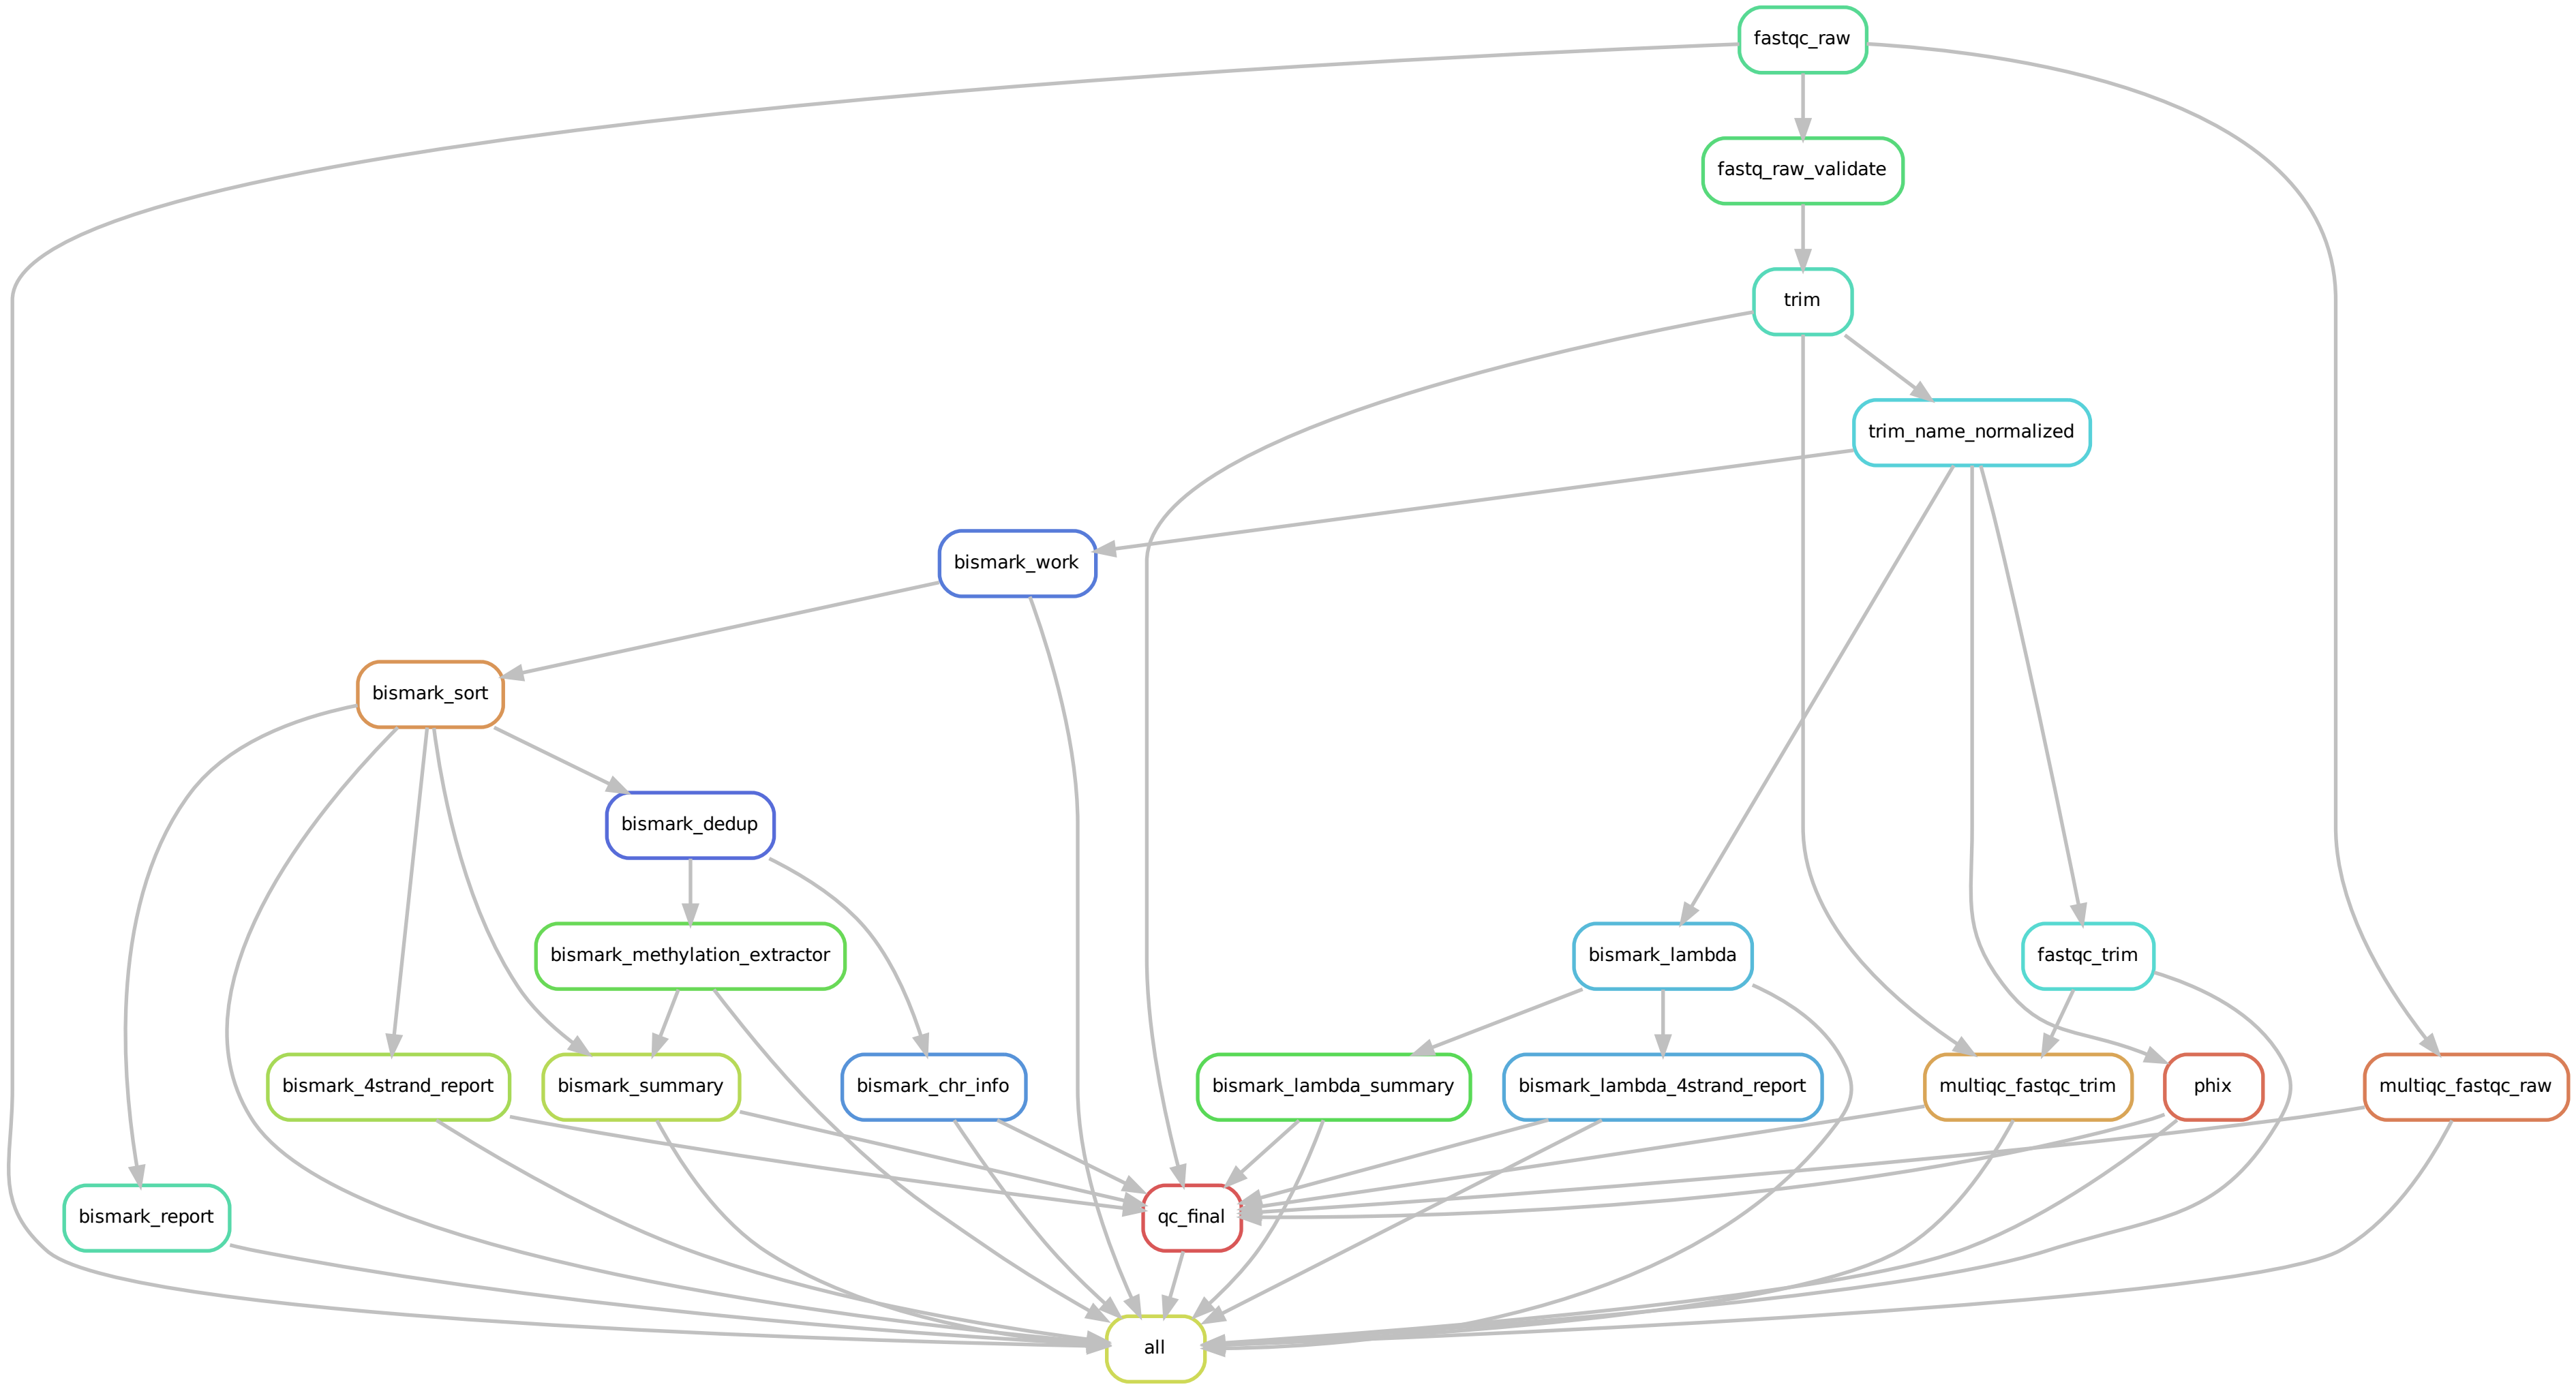 fastqc_raw
fastq_raw_validate
trim
trim_name_normalized
bismark_work
bismark_sort
bismark_dedup
bismark_methylation_extractor
bismark_lambda
fastqc_trim
bismark_4strand_report
bismark_summary
bismark_chr_info
bismark_lambda_summary
bismark_lambda_4strand_report
multiqc_fastqc_trim
phix
multiqc_fastqc_raw
bismark_report
qc_final
all